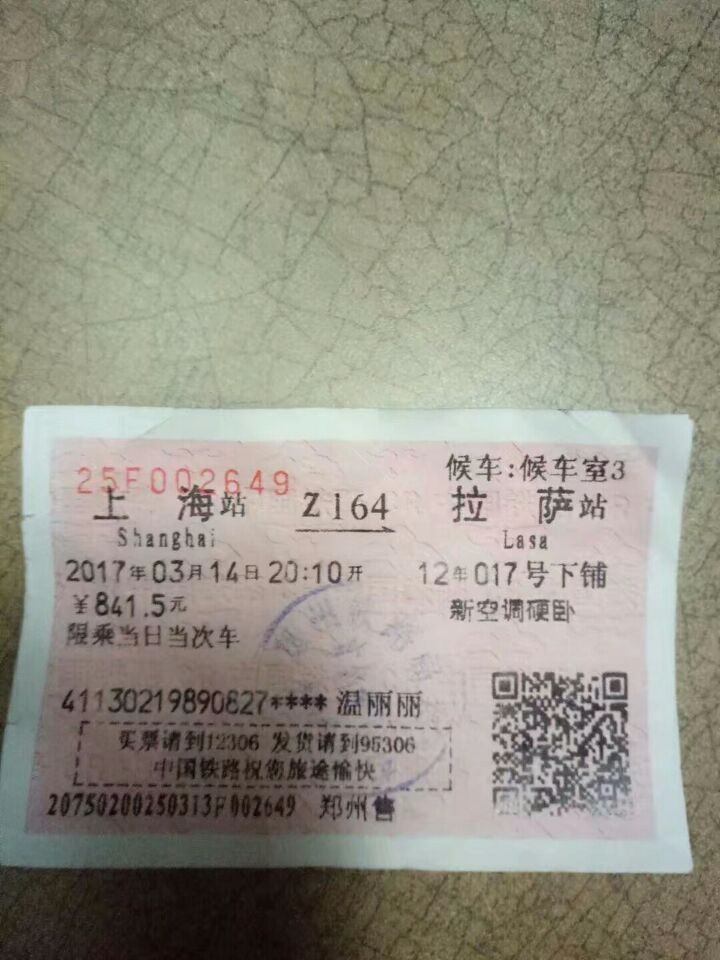 25F002649
候车:候车室3
上海站 Z164 拉萨站
Shanghai Lasa
2017年03月14日20:10开 12年017号下铺
¥841.5元 新空调硬卧
限乘当日当次车
41130219890827**** 温丽丽
买票请到12306 发货请到95306
中国铁路祝您旅途愉快
20750200250313F002649 郑州售